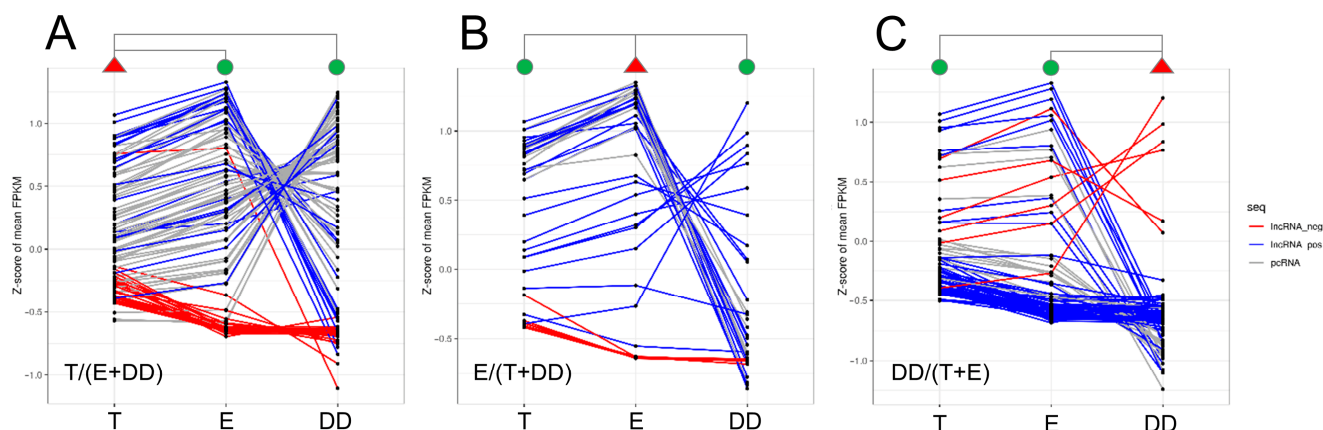 A
B
C
Z-score of mean FPKM
1.0
0.5
0.0
−0.5
−1.0
T/(E+DD)
T E DD
Z-score of mean FPKM
1.0
0.5
0.0
−0.5
E/(T+DD)
T E DD
Z-score of mean FPKM
1.0
0.5
0.0
−0.5
−1.0
DD/(T+E)
T E DD
seq
lncRNA_neg
lncRNA_pos
pcRNA